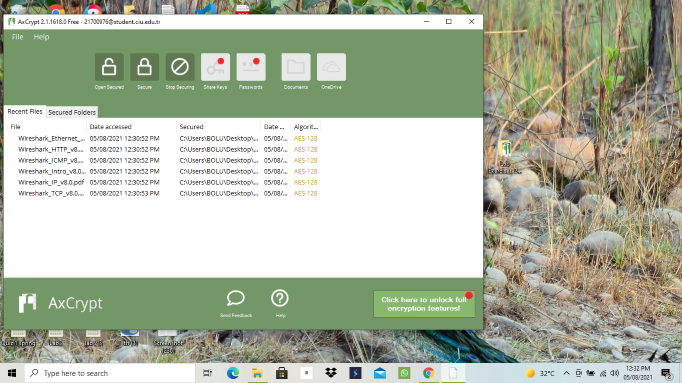 AxCrypt 2.1.1618.0 Free - 21700976@student.ciu.edu.tr
File Help
Open Secured Secure Stop Securing Share Keys Passwords Documents OneDrive
Recent Files Secured Folders
File Date accessed Secured Date ... Algorit...
Wireshark_Ethernet_... 05/08/2021 12:30:52 PM C:\Users\BOLU\Desktop\... 05/08/... AES-128
Wireshark_HTTP_v8.... 05/08/2021 12:30:52 PM C:\Users\BOLU\Desktop\... 05/08/... AES-128
Wireshark_ICMP_v8.... 05/08/2021 12:30:52 PM C:\Users\BOLU\Desktop\... 05/08/... AES-128
Wireshark_Intro_v8.0... 05/08/2021 12:30:52 PM C:\Users\BOLU\Desktop\... 05/08/... AES-128
Wireshark_IP_v8.0.pdf 05/08/2021 12:30:52 PM C:\Users\BOLU\Desktop\... 05/08/... AES-128
Wireshark_TCP_v8.0.... 05/08/2021 12:30:53 PM C:\Users\BOLU\Desktop\... 05/08/... AES-128
AxCrypt
Send Feedback Help
Click here to unlock full
encryption features!
Type here to search
32°C
12:32 PM
05/08/2021
2